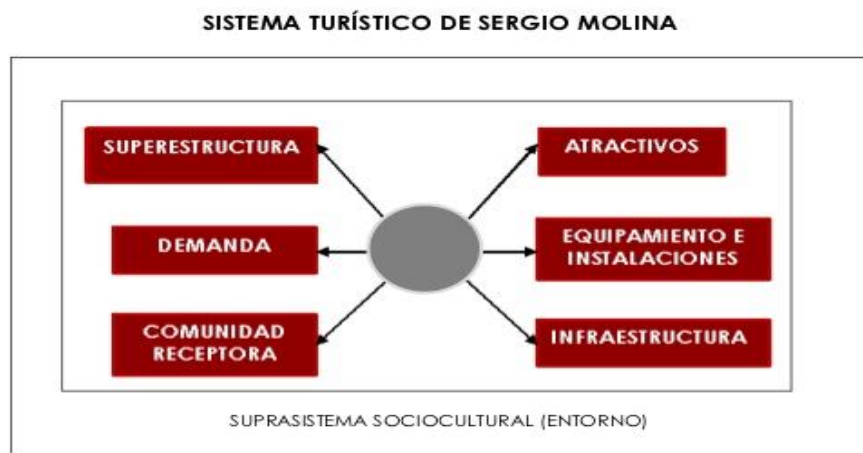 SISTEMA TURÍSTICO DE SERGIO MOLINA
SUPERESTRUCTURA
ATRACTIVOS
DEMANDA
EQUIPAMIENTO E
INSTALACIONES
COMUNIDAD
RECEPTORA
INFRAESTRUCTURA
SUPRASISTEMA SOCIOCULTURAL (ENTORNO)